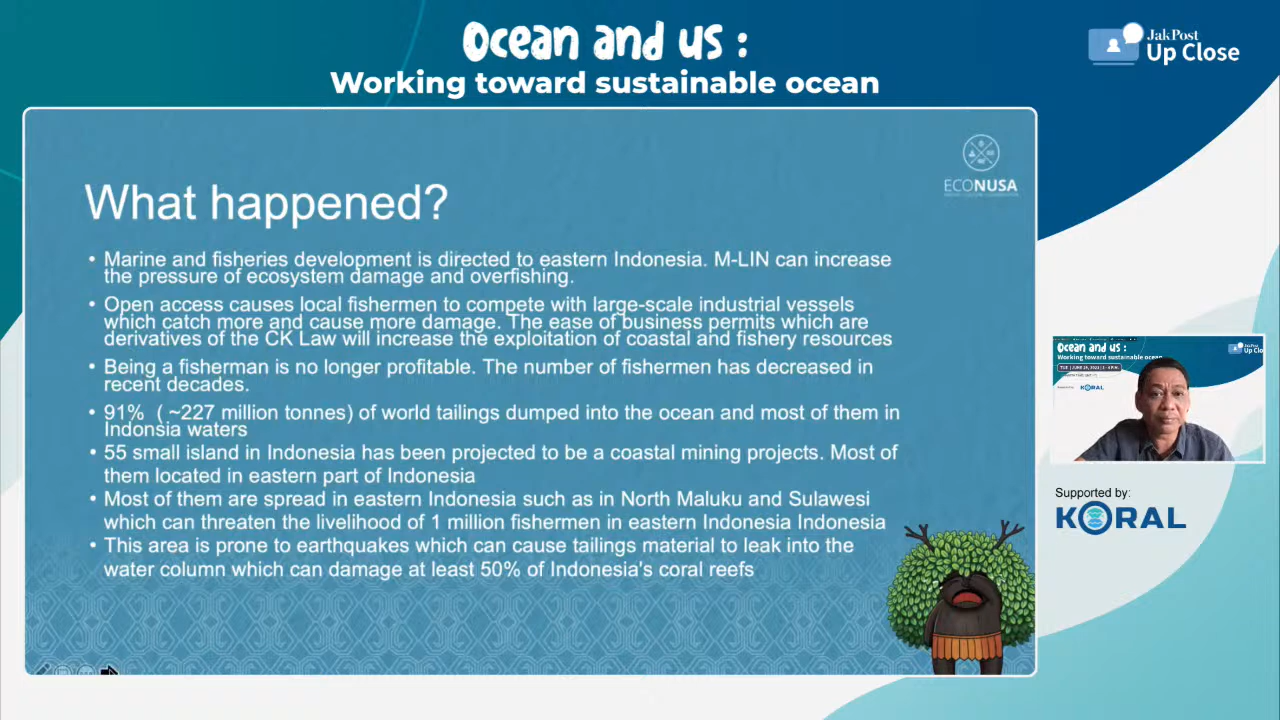 Ocean and us :
Working toward sustainable ocean
JakPost
Up Close
ECONUSA
What happened?
• Marine and fisheries development is directed to eastern Indonesia. M-LIN can increase
the pressure of ecosystem damage and overfishing.
• Open access causes local fishermen to compete with large-scale industrial vessels
which catch more and cause more damage. The ease of business permits which are
derivatives of the CK Law will increase the exploitation of coastal and fishery resources
• Being a fisherman is no longer profitable. The number of fishermen has decreased in
recent decades.
• 91% ( ~227 million tonnes) of world tailings dumped into the ocean and most of them in
Indonsia waters
• 55 small island in Indonesia has been projected to be a coastal mining projects. Most of
them located in eastern part of Indonesia
• Most of them are spread in eastern Indonesia such as in North Maluku and Sulawesi
which can threaten the livelihood of 1 million fishermen in eastern Indonesia Indonesia
• This area is prone to earthquakes which can cause tailings material to leak into the
water column which can damage at least 50% of Indonesia's coral reefs
Ocean and us :
Working toward sustainable ocean
KORAL
Supported by:
KORAL